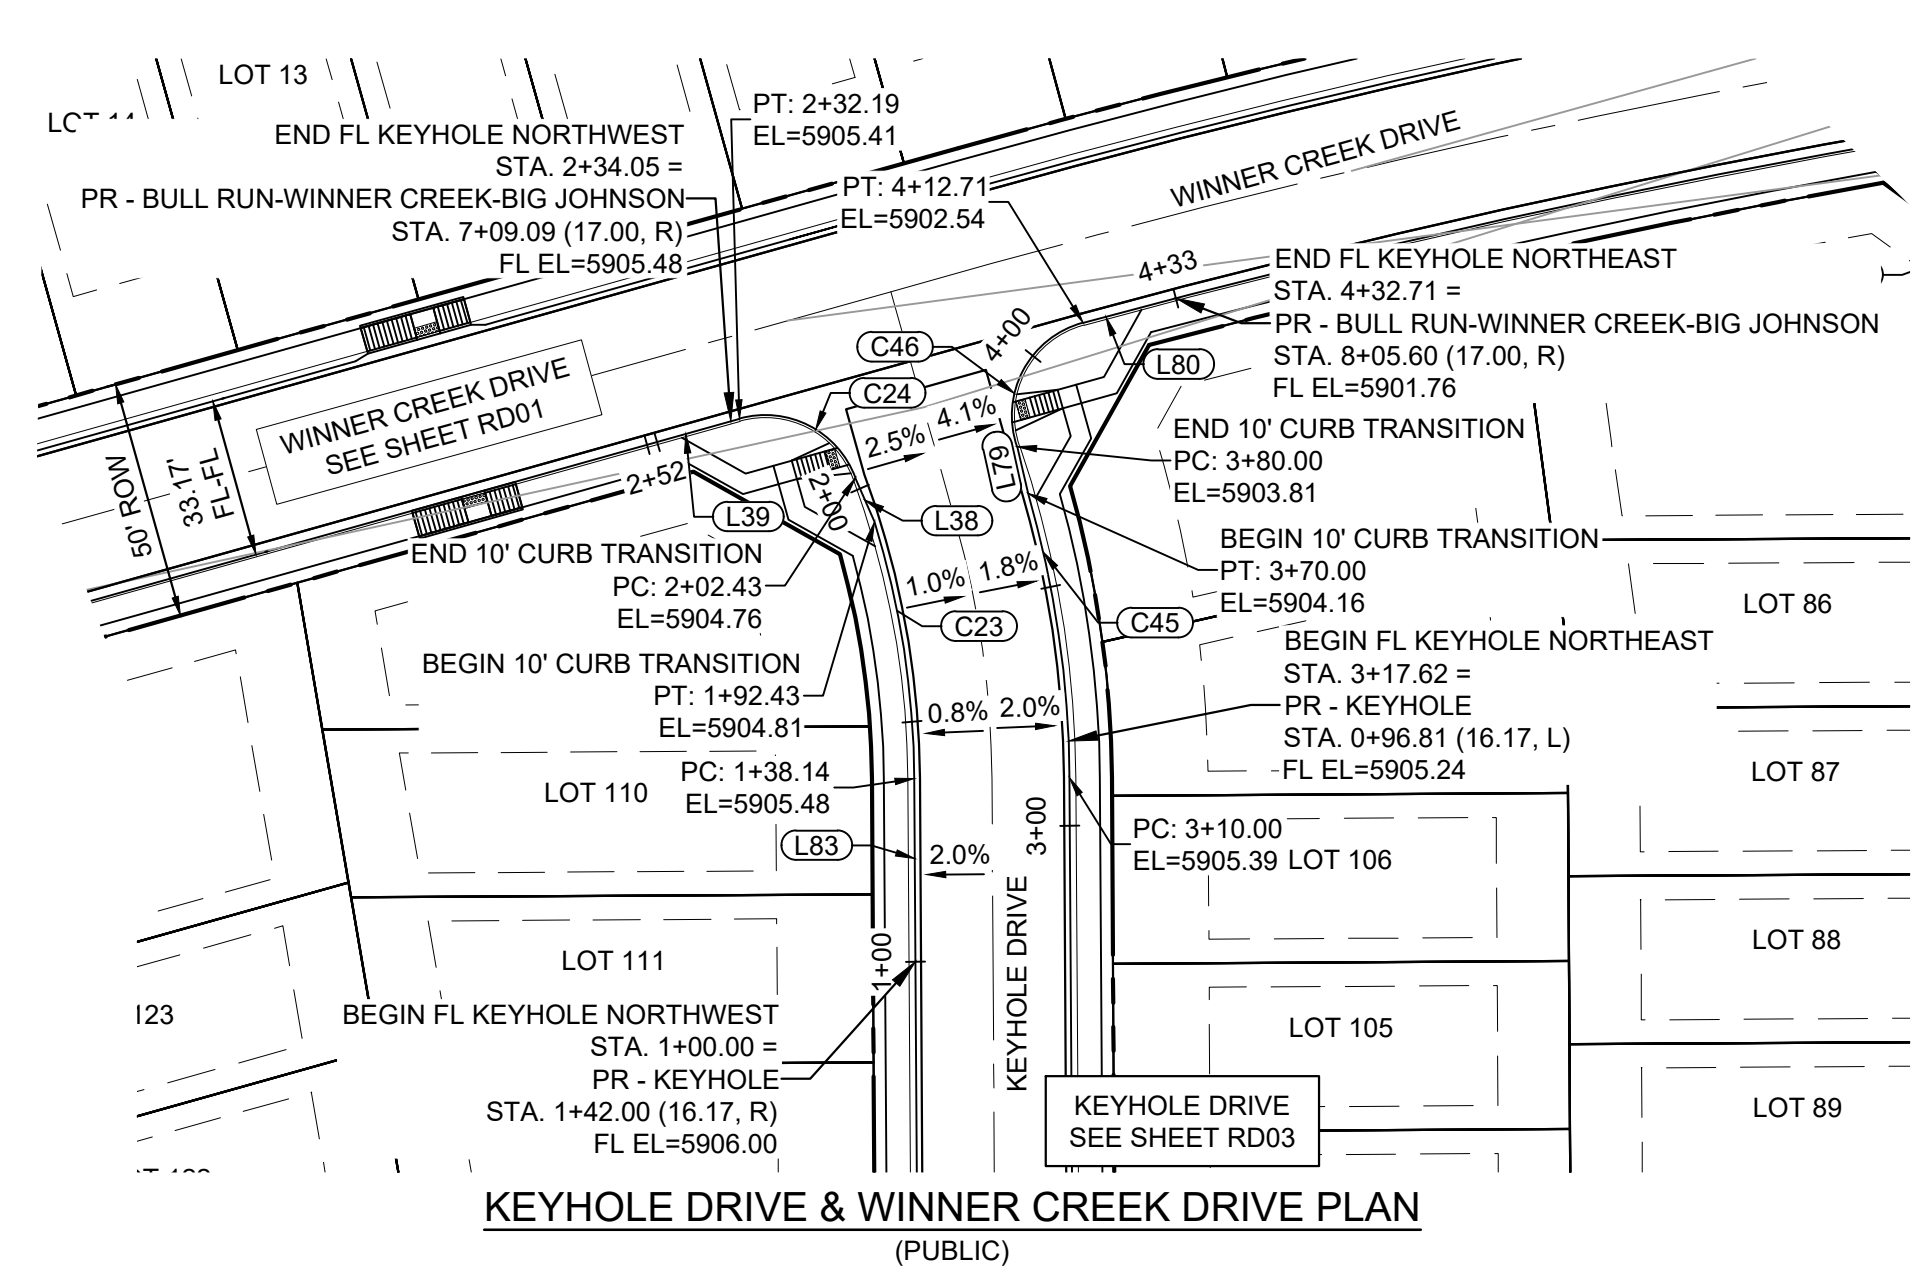 LOT 13
END FL KEYHOLE NORTHWEST
STA. 2+34.05 =
PR - BULL RUN-WINNER CREEK-BIG JOHNSON
STA. 7+09.09 (17.00, R)
FL EL=5905.48
PT: 2+32.19
EL=5905.41
PT: 4+12.71
EL=5902.54
WINNER CREEK DRIVE
4+33
END FL KEYHOLE NORTHEAST
STA. 4+32.71 =
PR - BULL RUN-WINNER CREEK-BIG JOHNSON
STA. 8+05.60 (17.00, R)
FL EL=5901.76
4+00
C46
L80
C24
WINNER CREEK DRIVE
SEE SHEET RD01
50' ROW
33.17'
FL-FL
2.5%
4.1%
L79
END 10' CURB TRANSITION
PC: 3+80.00
EL=5903.81
2+52
2+00
L39
L38
END 10' CURB TRANSITION
PC: 2+02.43
EL=5904.76
1.0%
1.8%
BEGIN 10' CURB TRANSITION
PT: 3+70.00
EL=5904.16
LOT 86
C23
C45
BEGIN 10' CURB TRANSITION
PT: 1+92.43
EL=5904.81
BEGIN FL KEYHOLE NORTHEAST
STA. 3+17.62 =
PR - KEYHOLE
STA. 0+96.81 (16.17, L)
FL EL=5905.24
0.8%
2.0%
LOT 110
PC: 1+38.14
EL=5905.48
LOT 87
L83
2.0%
3+00
PC: 3+10.00
EL=5905.39
LOT 106
LOT 111
1+00
KEYHOLE DRIVE
LOT 88
123
BEGIN FL KEYHOLE NORTHWEST
STA. 1+00.00 =
PR - KEYHOLE
STA. 1+42.00 (16.17, R)
FL EL=5906.00
LOT 105
KEYHOLE DRIVE
SEE SHEET RD03
LOT 89
KEYHOLE DRIVE & WINNER CREEK DRIVE PLAN
(PUBLIC)